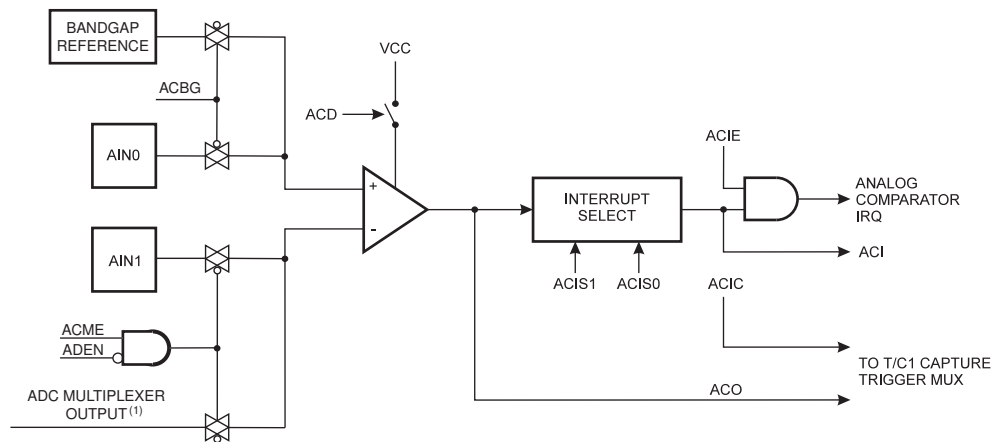 BANDGAP
REFERENCE
VCC
ACBG
ACD
AIN0
ACIE
+
-
INTERRUPT
SELECT
ANALOG
COMPARATOR
IRQ
AIN1
ACI
ACIS1
ACIS0
ACIC
ACME
ADEN
TO T/C1 CAPTURE
TRIGGER MUX
ADC MULTIPLEXER
OUTPUT (1)
ACO